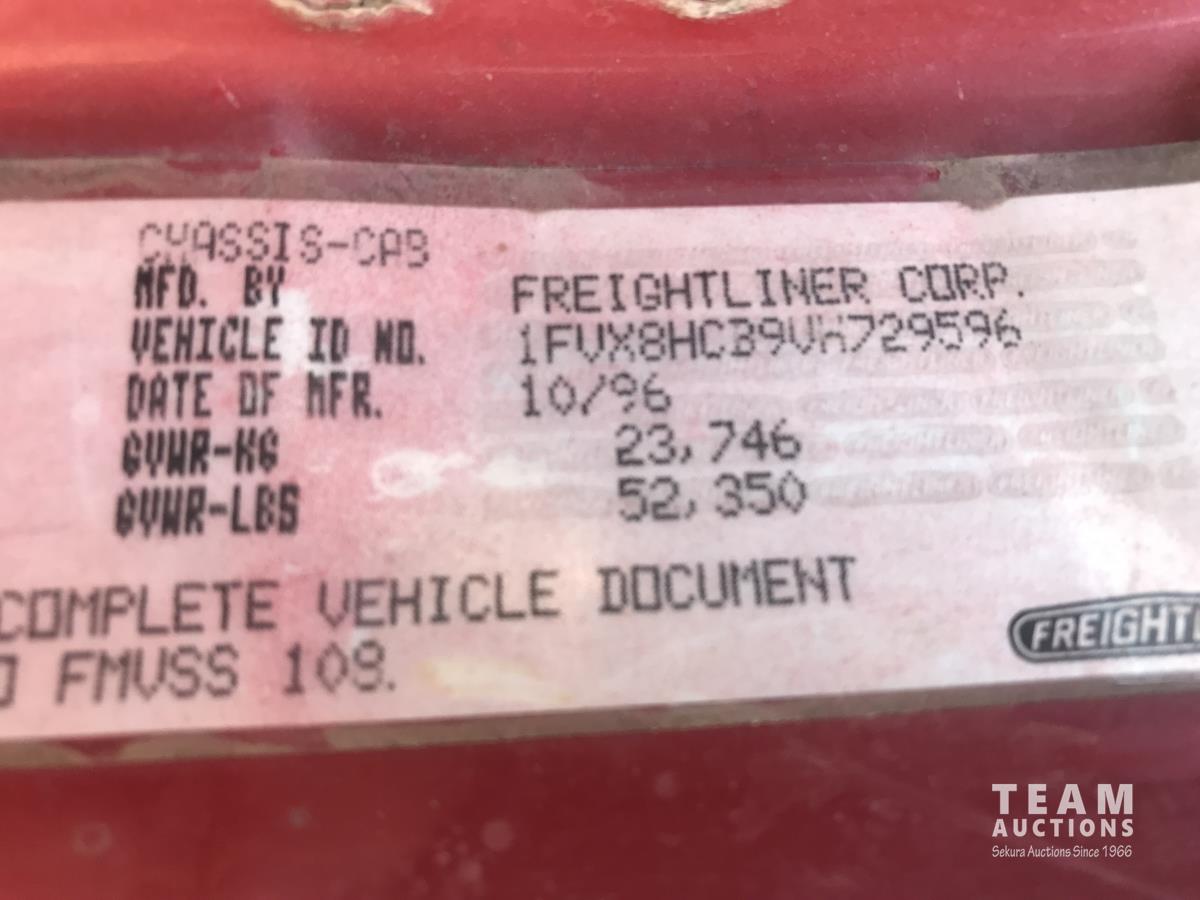 CHASSIS-CAB
MFD. BY FREIGHTLINER CORP.
VEHICLE ID NO. 1FVX8HCB9VH729596
DATE OF MFR. 10/96
GVWR-KG 23,746
GVWR-LBS 52,350
COMPLETE VEHICLE DOCUMENT
FMVSS 108.
FREIGHT
TEAM
AUCTIONS
Sekura Auctions Since 1966